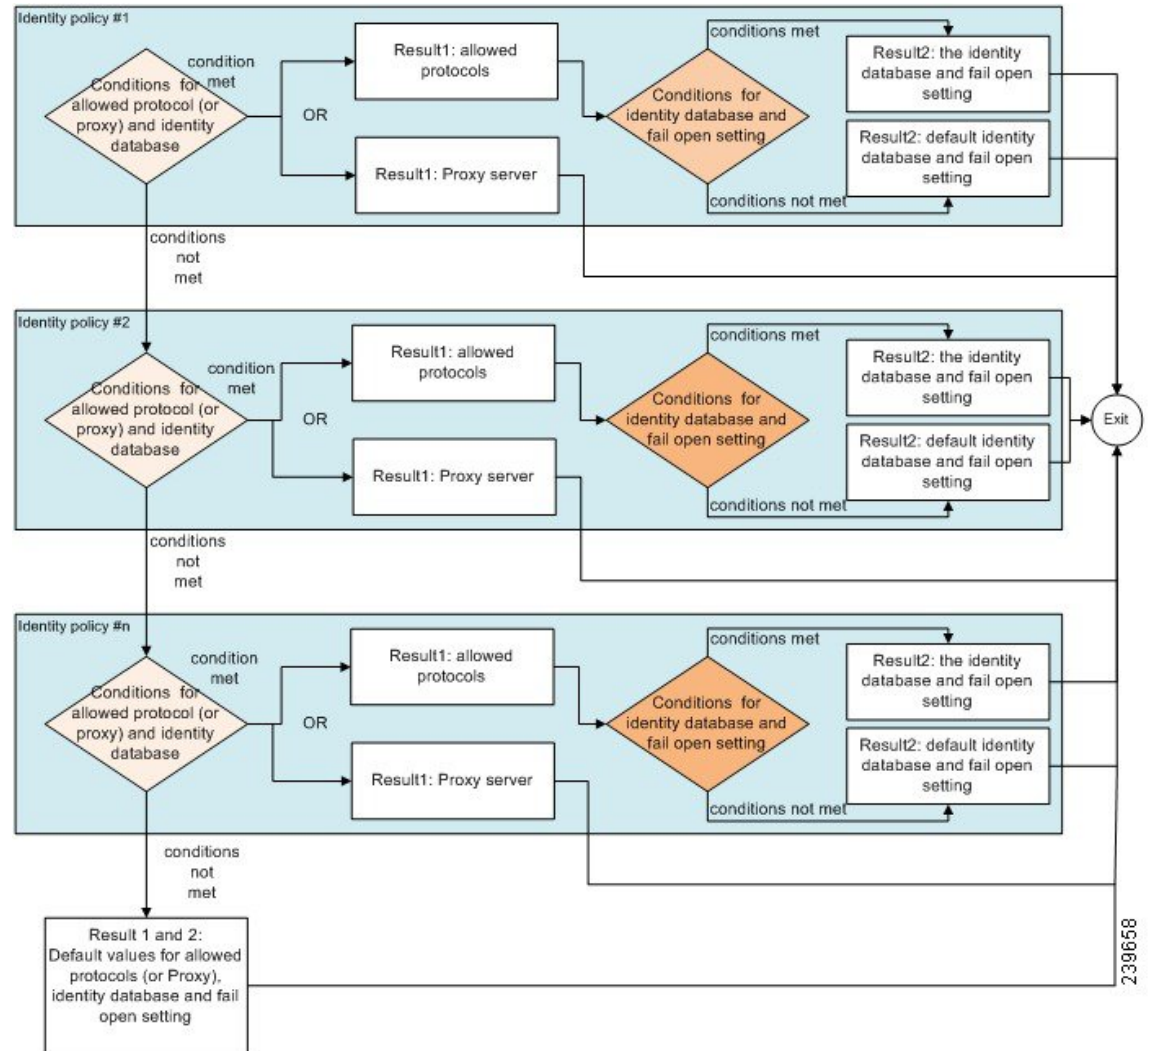 Identity policy #1
condition
met
Conditions for
allowed protocol (or
proxy) and identity
database
OR
Result1: allowed
protocols
Result1: Proxy server
conditions met
Conditions for
identity database and
fail open setting
conditions not met
Result2: the identity
database and fail open
setting
Result2: default identity
database and fail open
setting
conditions
not
met
Identity policy #2
condition
met
Conditions for
allowed protocol (or
proxy) and identity
database
OR
Result1: allowed
protocols
Result1: Proxy server
conditions met
Conditions for
identity database and
fail open setting
conditions not met
Result2: the identity
database and fail open
setting
Result2: default identity
database and fail open
setting
Exit
conditions
not
met
Identity policy #n
condition
met
Conditions for
allowed protocol (or
proxy) and identity
database
OR
Result1: allowed
protocols
Result1: Proxy server
conditions met
Conditions for
identity database and
fail open setting
conditions not met
Result2: the identity
database and fail open
setting
Result2: default identity
database and fail open
setting
conditions
not
met
Result 1 and 2:
Default values for allowed
protocols (or Proxy),
identity database and fail
open setting
239658